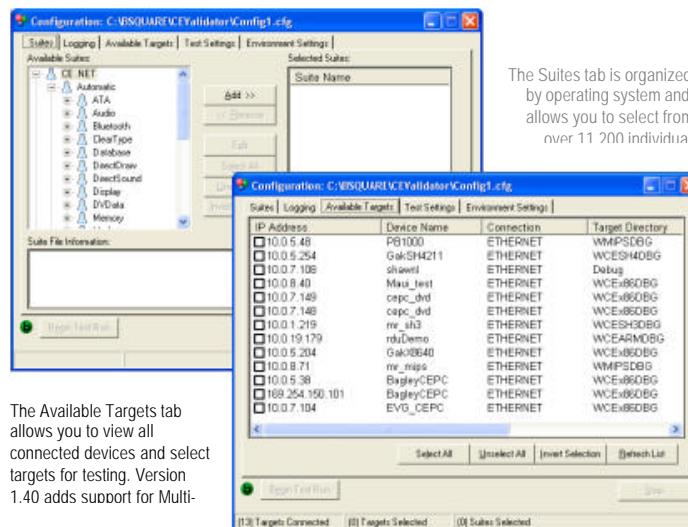 Configuration: C:\BSQUARE\CEValidator\Config1.cfg
Suites Logging Available Targets Test Settings Environment Settings
Available Suites:
Selected Suites:
CE.NET
Automatic
ATA
Audio
Bluetooth
ClearType
Database
DirectDraw
DirectSound
Display
DVData
Memory
Add >>
<< Remove
Edit
Select All
Suite Name
Suite File Information:
Begin Test Run
The Suites tab is organized
by operating system and
allows you to select from
over 11,200 individual
Configuration: C:\BSQUARE\CEValidator\Config1.cfg
Suites Logging Available Targets Test Settings Environment Settings
IP Address Device Name Connection Target Directory
10.0.5.48 PB1000 ETHERNET WMIPSDBG
10.0.5.254 GakSH4211 ETHERNET WCESH4DBG
10.0.7.108 shawnl ETHERNET Debug
10.0.8.40 Maui_test ETHERNET WCEx86DBG
10.0.7.149 cepc_dvd ETHERNET WCEx86DBG
10.0.7.148 cepc_dvd ETHERNET WCEx86DBG
10.0.1.219 mr_sh3 ETHERNET WCESH3DBG
10.0.19.179 rduDemo ETHERNET WCEARMDBG
10.0.5.204 GakX8640 ETHERNET WCEx86DBG
10.0.8.71 mr_mips ETHERNET WMIPSDBG
10.0.5.38 BagleyCEPC ETHERNET WCEx86DBG
169.254.150.101 BagleyCEPC ETHERNET WCEx86DBG
10.0.7.104 EVG_CEPC ETHERNET WCEx86DBG
Select All Unselect All Invert Selection Refresh List
Begin Test Run Stop
(13) Targets Connected (0) Targets Selected (0) Suites Selected
The Available Targets tab
allows you to view all
connected devices and select
targets for testing. Version
1.40 adds support for Multi-